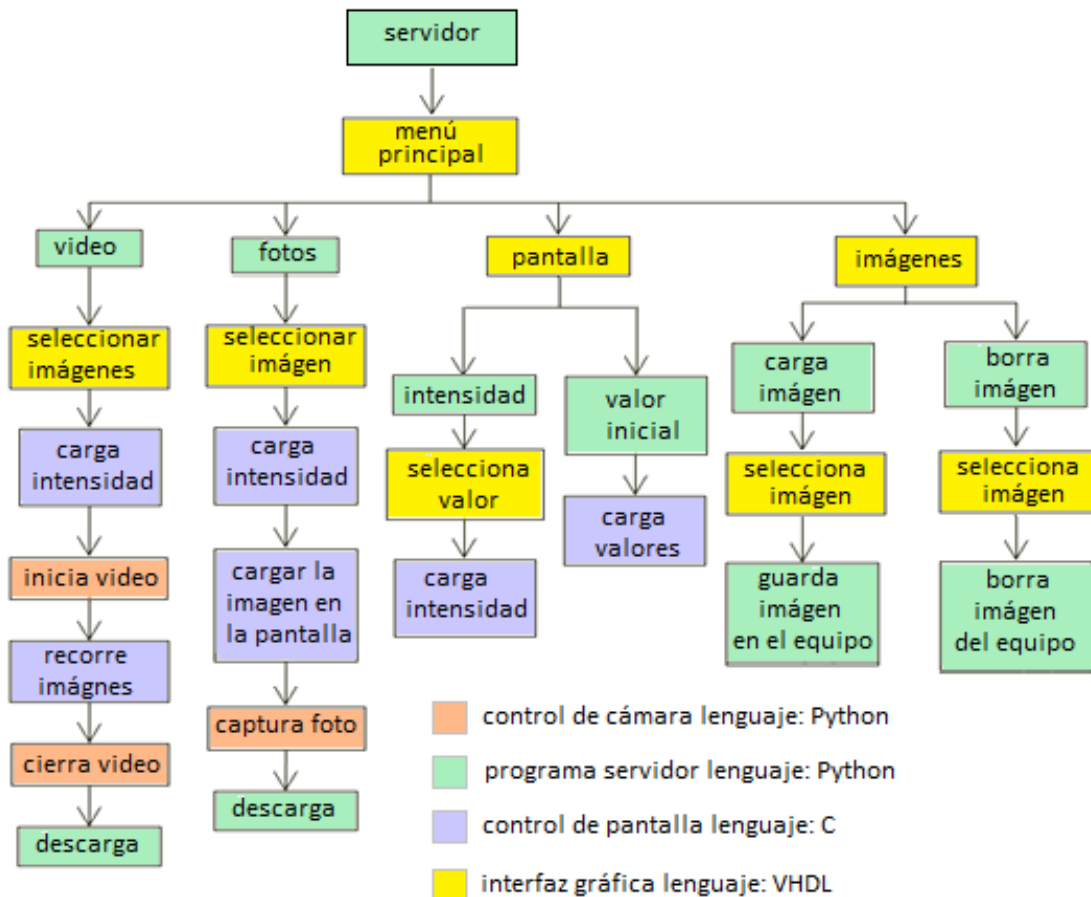 servidor
menú
principal
video
fotos
pantalla
imágenes
seleccionar
imágenes
seleccionar
imágen
intensidad
valor
inicial
carga
imágen
borra
imágen
carga
intensidad
carga
intensidad
selecciona
valor
carga
valores
selecciona
imágen
selecciona
imágen
inicia video
cargar la
imagen en
la pantalla
carga
intensidad
guarda
imágen
en el equipo
borra
imágen
del equipo
recorre
imágnes
captura foto
cierra video
descarga
descarga
control de cámara lenguaje: Python
programa servidor lenguaje: Python
control de pantalla lenguaje: C
interfaz gráfica lenguaje: VHDL